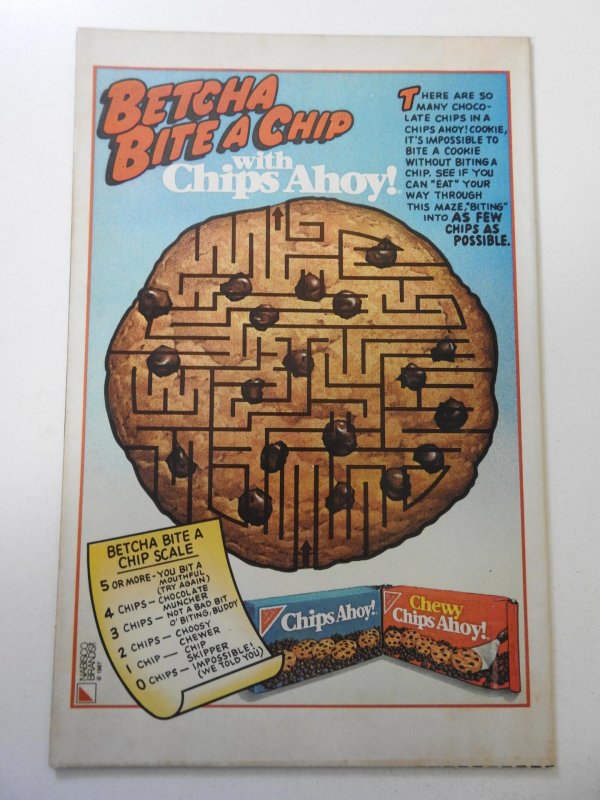 BETCHA
BITE A CHIP
with
Chips Ahoy!®
THERE ARE SO
MANY CHOCO-
LATE CHIPS IN A
CHIPS AHOY! COOKIE,
IT'S IMPOSSIBLE TO
BITE A COOKIE
WITHOUT BITING A
CHIP. SEE IF YOU
CAN "EAT" YOUR
WAY THROUGH
THIS MAZE, "BITING"
INTO AS FEW
CHIPS AS
POSSIBLE.
BETCHA BITE A
CHIP SCALE
5 OR MORE - YOU BIT A
MOUTHFUL
(TRY AGAIN)
4 CHIPS - CHOCOLATE
MUNCHER
3 CHIPS - NOT A BAD BIT
O' BITING, BUDDY
2 CHIPS - CHOOSY
CHEWER
1 CHIP - CHIP
SKIPPER
0 CHIPS - IMPOSSIBLE!
(WE TOLD YOU)
Chips Ahoy!
Chewy
Chips Ahoy!
NABISCO
BRANDS
© 1987